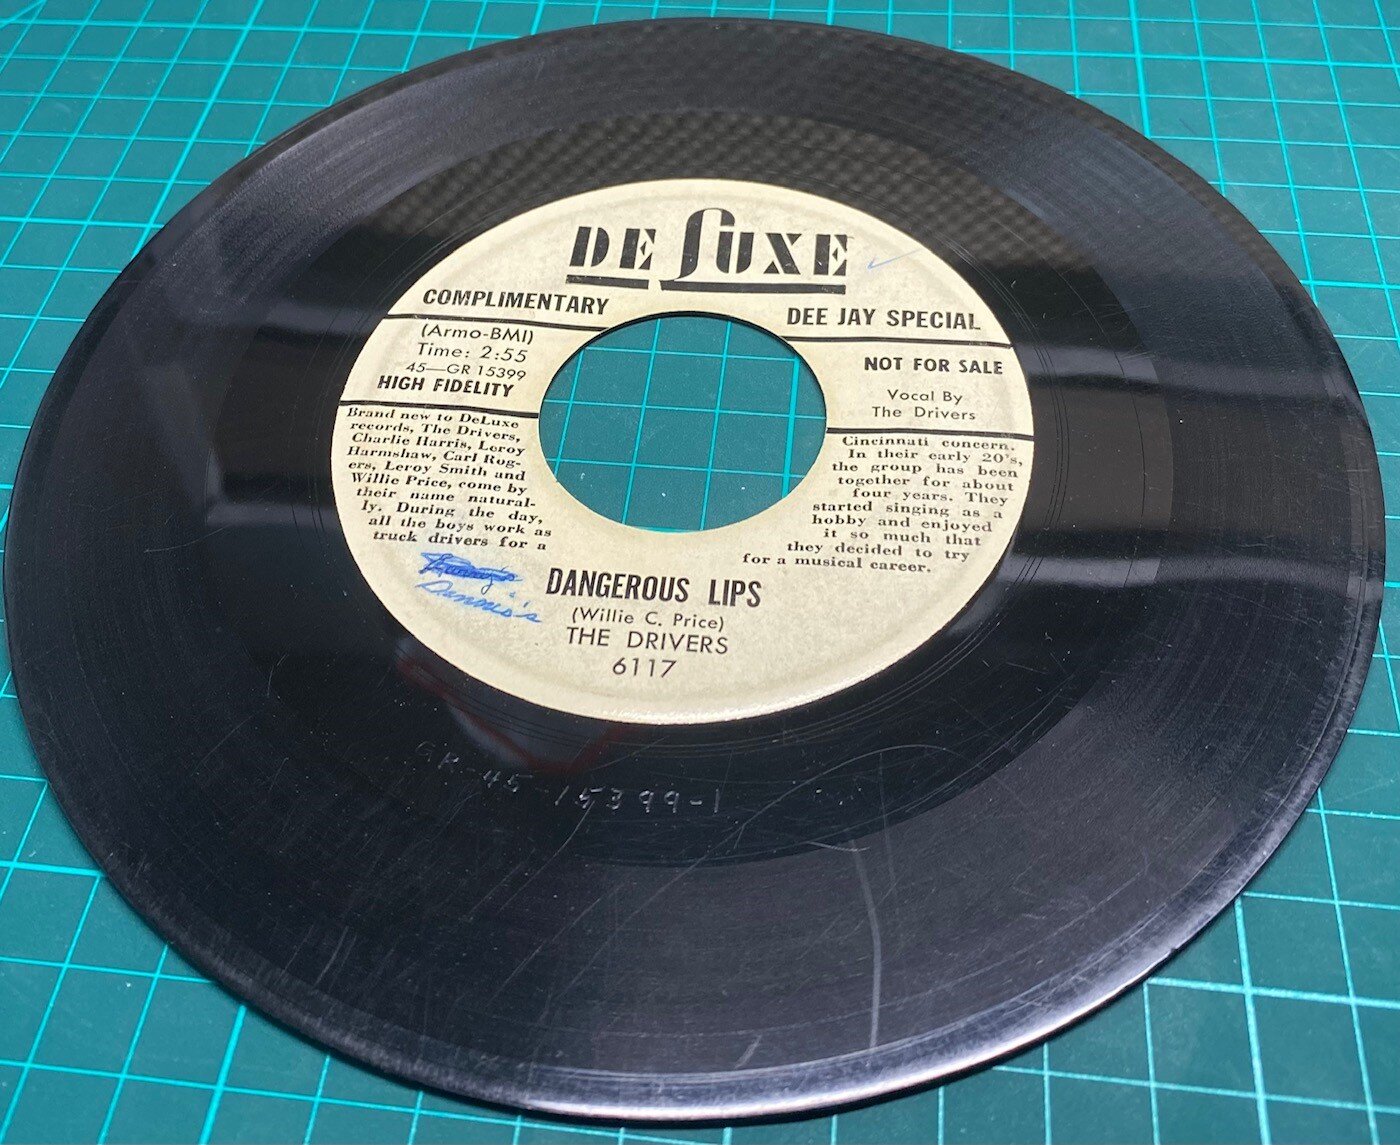 DELUXE
COMPLIMENTARY
DEE JAY SPECIAL
(Armo-BMI)
Time: 2:55
45—GR 15399
HIGH FIDELITY
NOT FOR SALE
Vocal By
The Drivers
Brand new to DeLuxe
records, The Drivers,
Charlie Harris, Leroy
Harmshaw, Carl Rog-
ers, Leroy Smith and
Willie Price, come by
their name natural-
ly. During the day,
all the boys work as
truck drivers for a
Cincinnati concern.
In their early 20's,
the group has been
together for about
four years. They
started singing as a
hobby and enjoyed
it so much that
they decided to try
for a musical career.
Dennis's
DANGEROUS LIPS
(Willie C. Price)
THE DRIVERS
6117
GR-45-15399-1